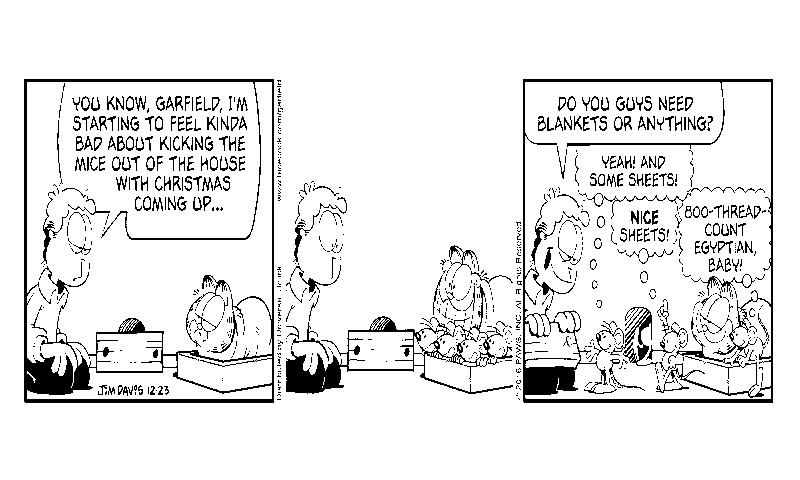 YOU KNOW, GARFIELD, I'M
STARTING TO FEEL KINDA
BAD ABOUT KICKING THE
MICE OUT OF THE HOUSE
WITH CHRISTMAS
COMING UP...
JIM DAVIS 12-23
DO YOU GUYS NEED
BLANKETS OR ANYTHING?
YEAH! AND
SOME SHEETS!
NICE
SHEETS!
800-THREAD-
COUNT
EGYPTIAN,
BABY!